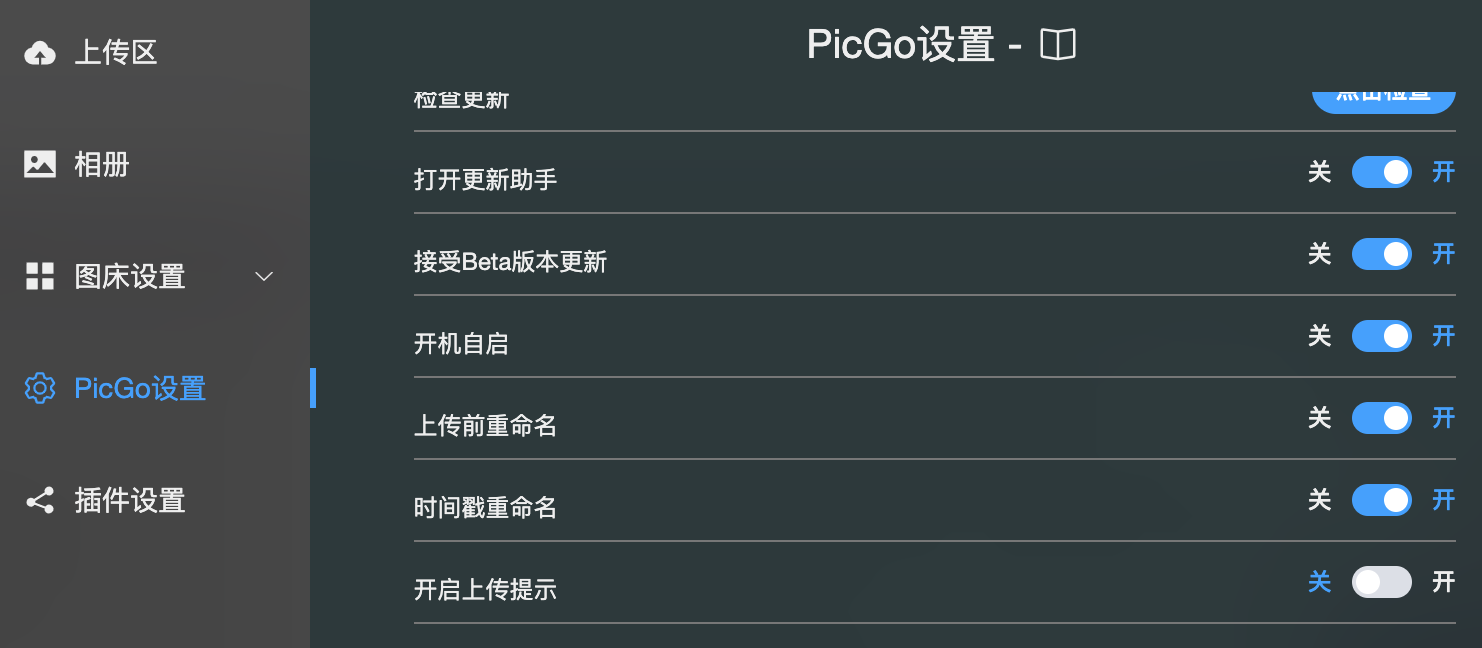 上传区
相册
图床设置
PicGo设置
插件设置
PicGo设置 -
检查更新
点击检查
打开更新助手
关 开
接受Beta版本更新
关 开
开机自启
关 开
上传前重命名
关 开
时间戳重命名
关 开
开启上传提示
关 开